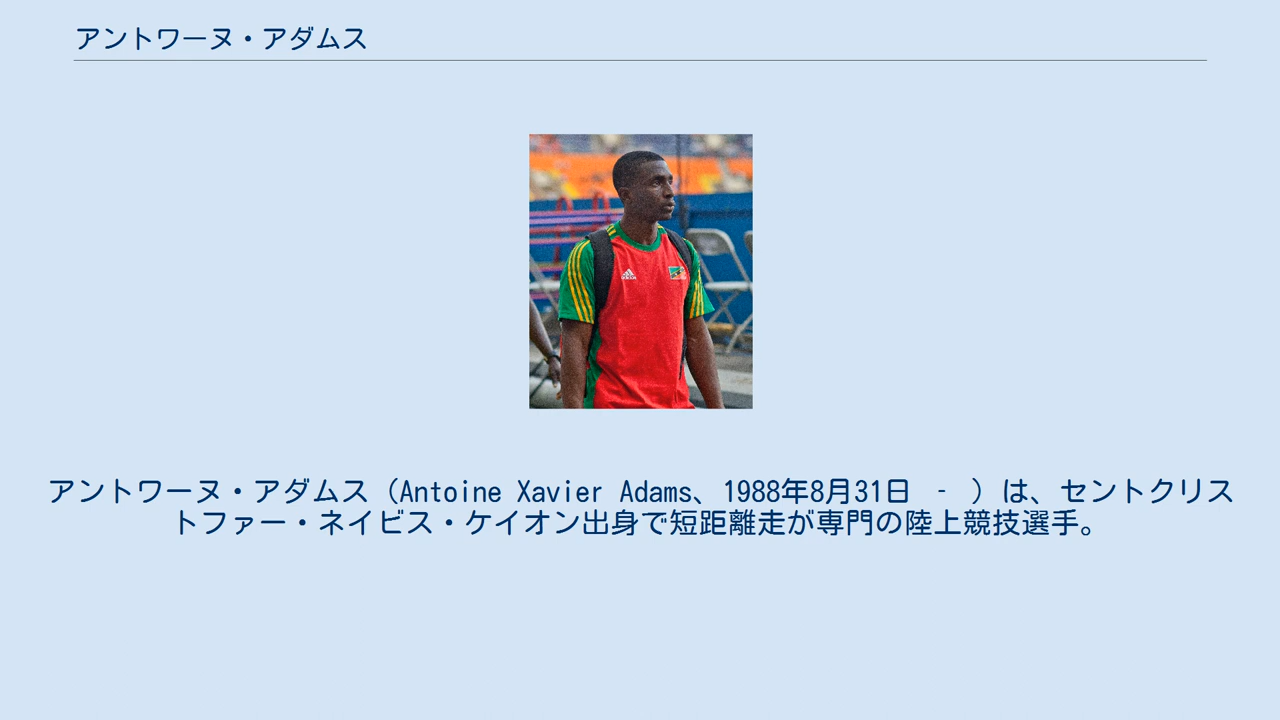 アントワーヌ・アダムス
アントワーヌ・アダムス（Antoine Xavier Adams、1988年8月31日 - ）は、セントクリス
トファー・ネイビス・ケイオン出身で短距離走が専門の陸上競技選手。